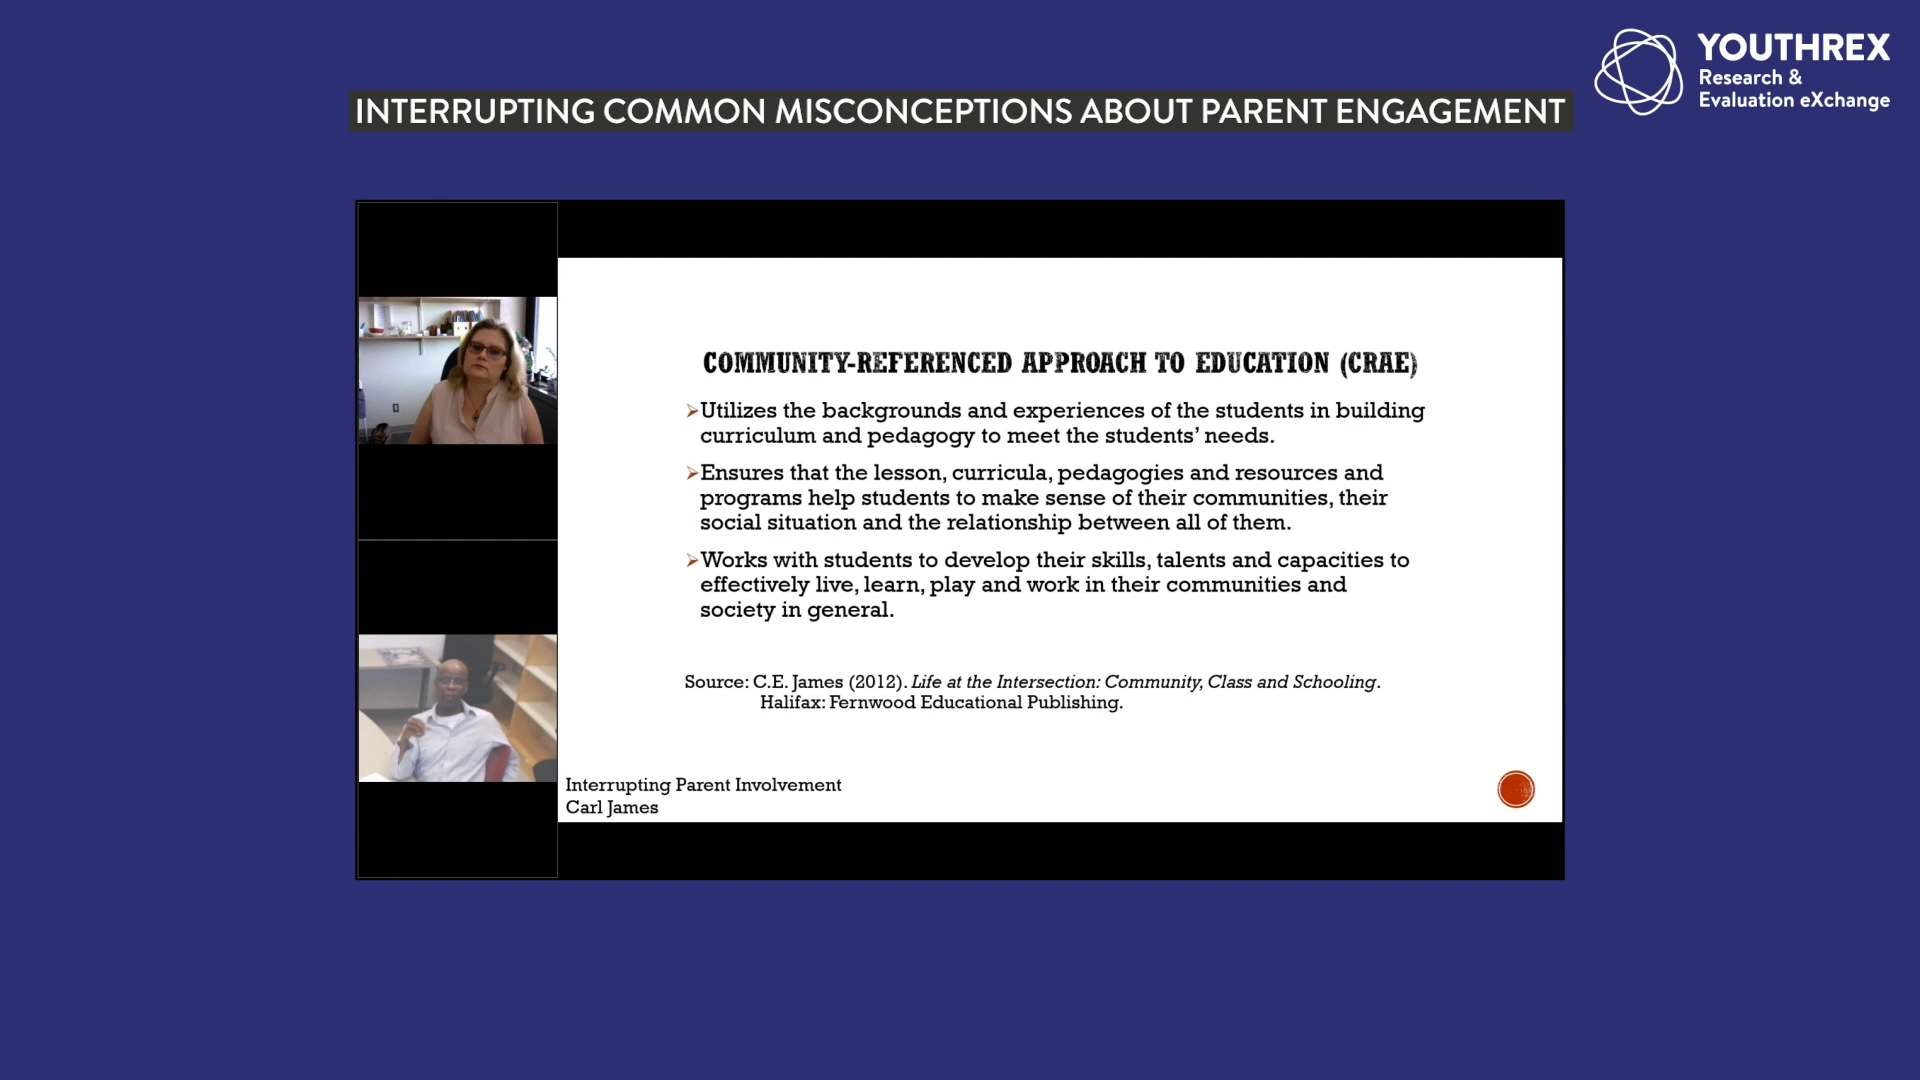 YOUTHREX
Research &
Evaluation eXchange
INTERRUPTING COMMON MISCONCEPTIONS ABOUT PARENT ENGAGEMENT
COMMUNITY-REFERENCED APPROACH TO EDUCATION (CRAE)
➢Utilizes the backgrounds and experiences of the students in building
curriculum and pedagogy to meet the students’ needs.
➢Ensures that the lesson, curricula, pedagogies and resources and
programs help students to make sense of their communities, their
social situation and the relationship between all of them.
➢Works with students to develop their skills, talents and capacities to
effectively live, learn, play and work in their communities and
society in general.
Source: C.E. James (2012). Life at the Intersection: Community, Class and Schooling.
Halifax: Fernwood Educational Publishing.
Interrupting Parent Involvement
Carl James